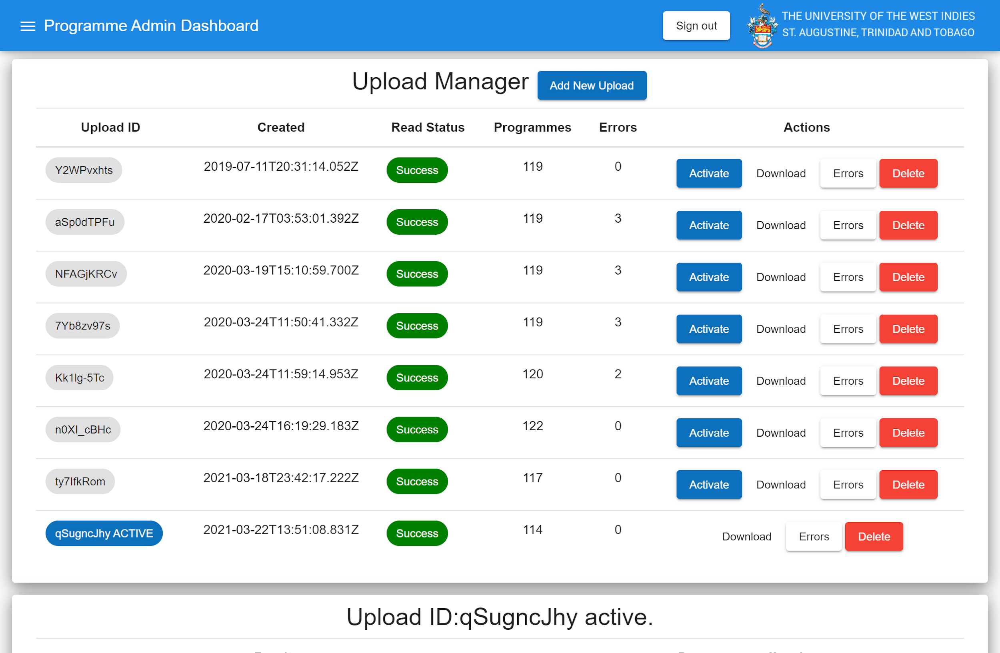 Programme Admin Dashboard
Sign out
THE UNIVERSITY OF THE WEST INDIES
ST. AUGUSTINE, TRINIDAD AND TOBAGO
Upload Manager Add New Upload
Upload ID Created Read Status Programmes Errors Actions
Y2WPvxhts 2019-07-11T20:31:14.052Z Success 119 0 Activate Download Errors Delete
aSp0dTPFu 2020-02-17T03:53:01.392Z Success 119 3 Activate Download Errors Delete
NFAGjKRCv 2020-03-19T15:10:59.700Z Success 119 3 Activate Download Errors Delete
7Yb8zv97s 2020-03-24T11:50:41.332Z Success 119 3 Activate Download Errors Delete
Kk1lg-5Tc 2020-03-24T11:59:14.953Z Success 120 2 Activate Download Errors Delete
n0XI_cBHc 2020-03-24T16:19:29.183Z Success 122 0 Activate Download Errors Delete
ty7IfkRom 2021-03-18T23:42:17.222Z Success 117 0 Activate Download Errors Delete
qSugncJhy ACTIVE 2021-03-22T13:51:08.831Z Success 114 0 Download Errors Delete
Upload ID:qSugncJhy active.